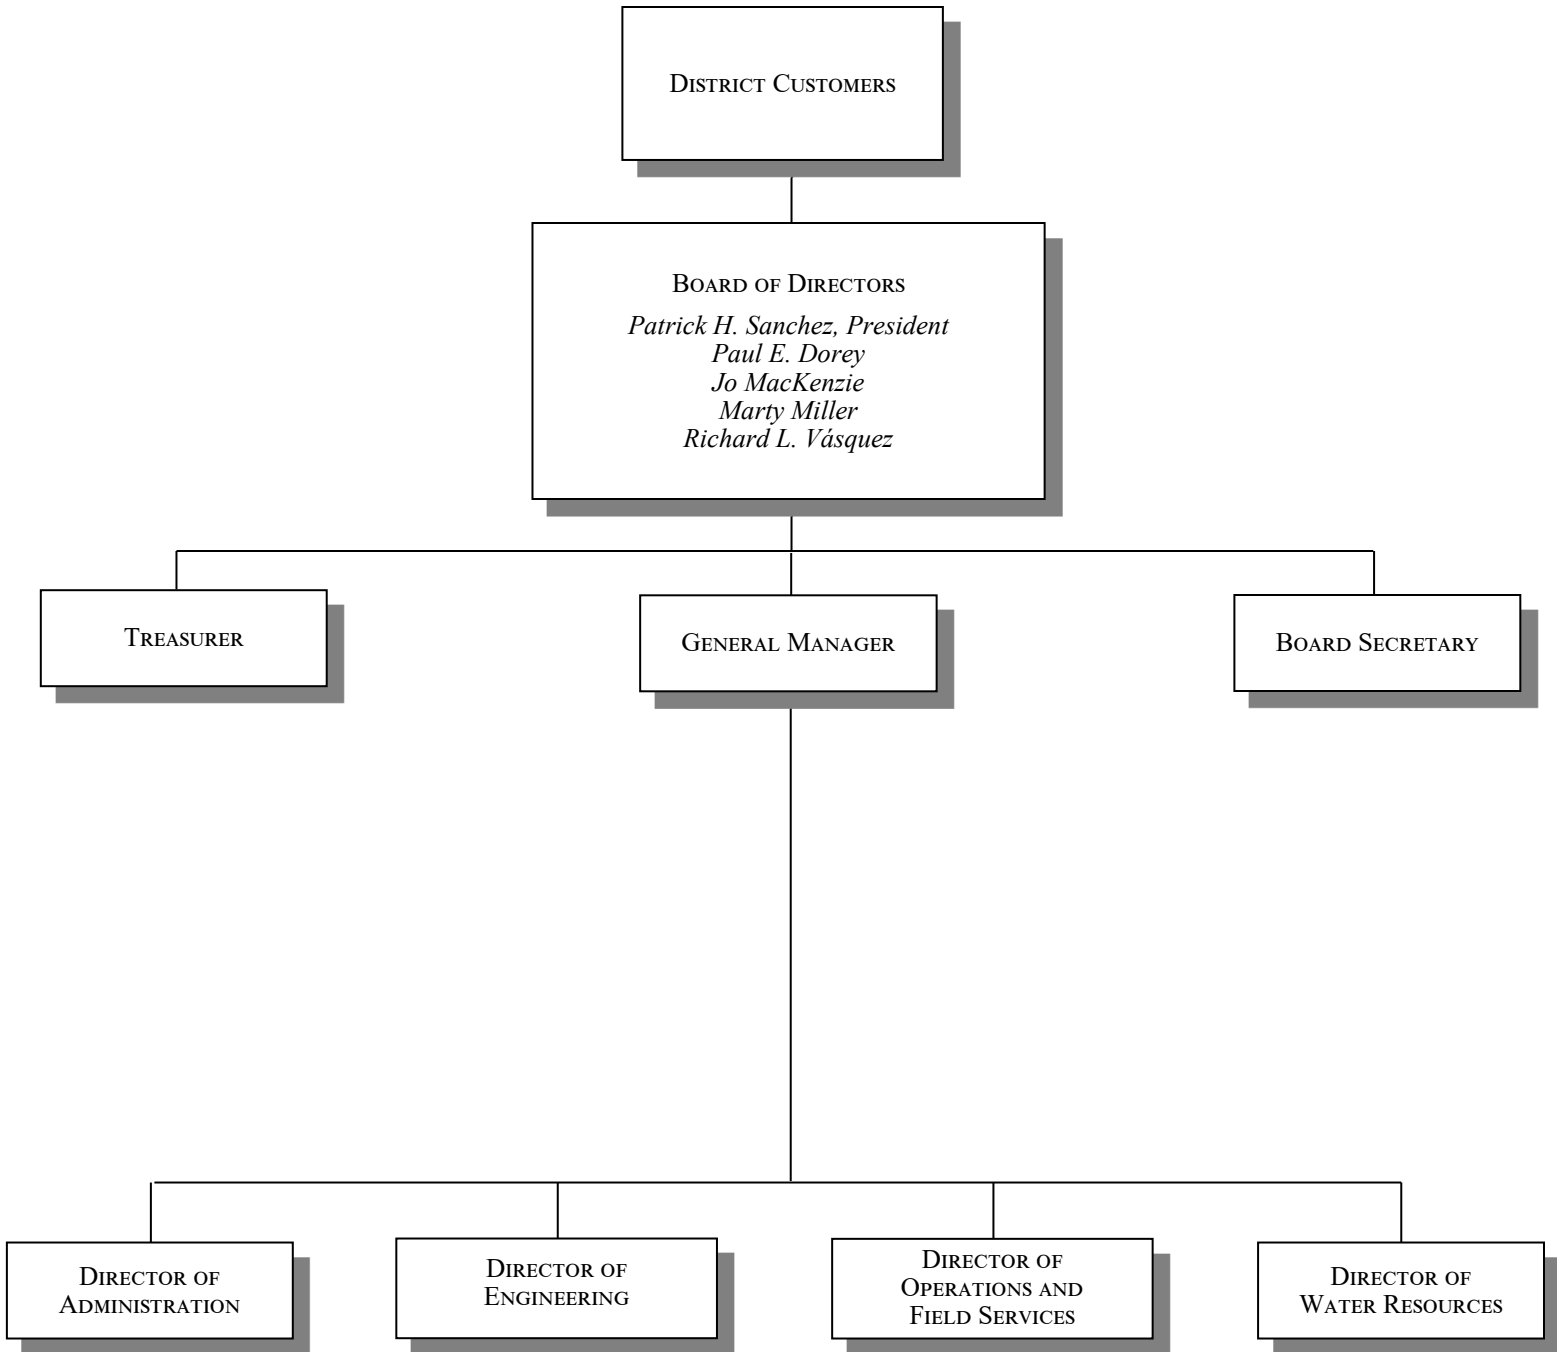 District Customers
Board of Directors
Patrick H. Sanchez, President
Paul E. Dorey
Jo MacKenzie
Marty Miller
Richard L. Vásquez
Treasurer
General Manager
Board Secretary
Director of
Administration
Director of
Engineering
Director of
Operations and
Field Services
Director of
Water Resources